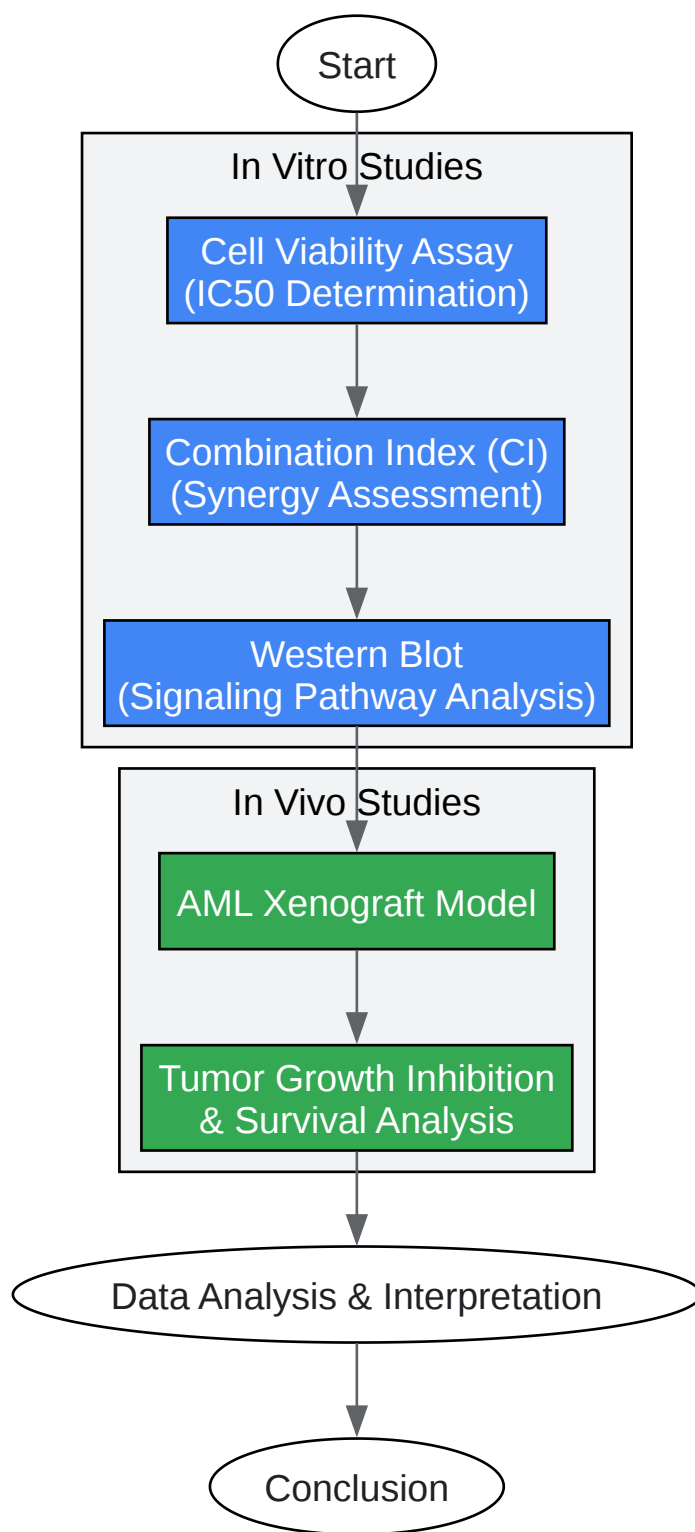 Start
In Vitro Studies
Cell Viability Assay
(IC50 Determination)
Combination Index (CI)
(Synergy Assessment)
Western Blot
(Signaling Pathway Analysis)
In Vivo Studies
AML Xenograft Model
Tumor Growth Inhibition
& Survival Analysis
Data Analysis & Interpretation
Conclusion